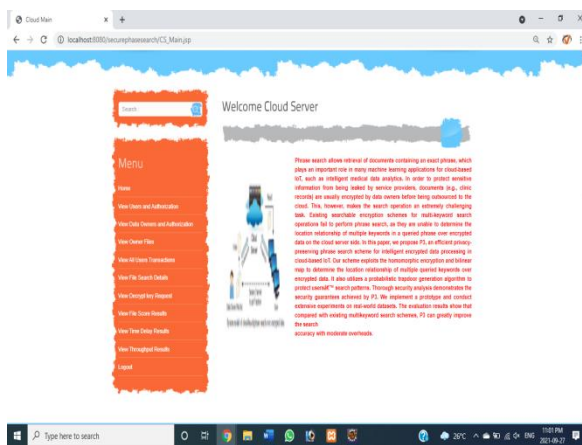 Cloud Main
localhost:8080/securephasesearch/CS_Main.jsp
Search
Welcome Cloud Server
Menu
Home
View Users and Authorization
View Data Owners and Authorization
View Owner Files
View All Users Transactions
View File Search Details
View Decrypt key Request
View File Score Results
View Time Delay Results
View Throughput Results
Logout
Cloud
Server
Phrase search allows retrieval of documents containing an exact phrase, which
plays an important role in many machine learning applications for cloud-based
IoT, such as intelligent medical data analytics. In order to protect sensitive
information from being leaked by service providers, documents (e.g., clinic
records) are usually encrypted by data owners before being outsourced to the
cloud. This, however, makes the search operation an extremely challenging
task. Existing searchable encryption schemes for multi-keyword search
operations fail to perform phrase search, as they are unable to determine the
location relationship of multiple keywords in a queried phrase over encrypted
data on the cloud server side. In this paper, we propose P3, an efficient privacy-
preserving phrase search scheme for intelligent encrypted data processing in
cloud-based IoT. Our scheme exploits the homomorphic encryption and bilinear
map to determine the location relationship of multiple queried keywords over
encrypted data. It also utilizes a probabilistic trapdoor generation algorithm to
protect usersâ€™ search patterns. Thorough security analysis demonstrates the
security guarantees achieved by P3. We implement a prototype and conduct
extensive experiments on real-world datasets. The evaluation results show that
compared with existing multikeyword search schemes, P3 can greatly improve
the search
accuracy with moderate overheads.
Type here to search
26°C
ENG
11:01 PM
2021-09-27